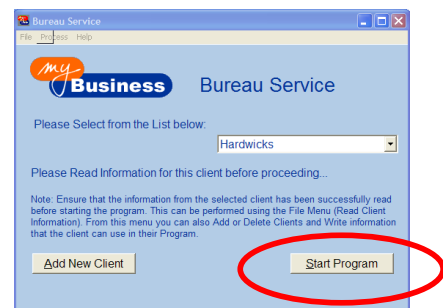 Bureau Service
File Process Help
my
Business
Bureau Service
Please Select from the List below:
Hardwicks
Please Read Information for this client before proceeding...
Note: Ensure that the information from the selected client has been successfully read
before starting the program. This can be performed using the File Menu (Read Client
Information). From this menu you can also Add or Delete Clients and Write information
that the client can use in their Program.
Add New Client
Start Program